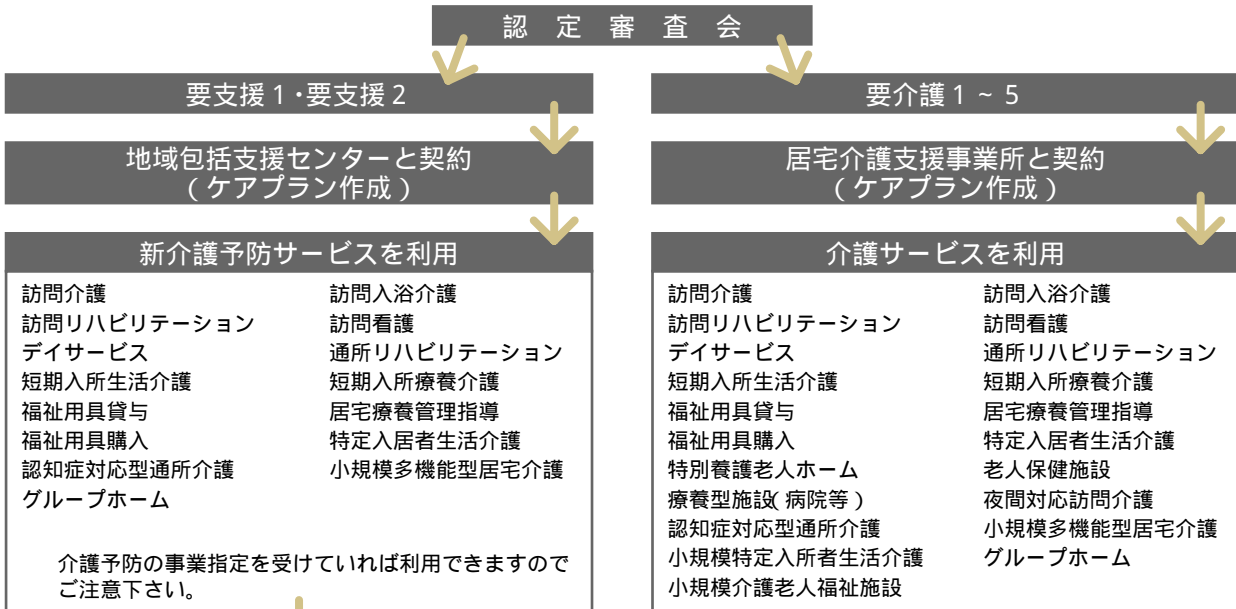 認定審査会
要支援1・要支援2
地域包括支援センターと契約
(ケアプラン作成)
新介護予防サービスを利用
訪問介護 訪問入浴介護
訪問リハビリテーション 訪問看護
デイサービス 通所リハビリテーション
短期入所生活介護 短期入所療養介護
福祉用具貸与 居宅療養管理指導
福祉用具購入 特定入居者生活介護
認知症対応型通所介護 小規模多機能型居宅介護
グループホーム
介護予防の事業指定を受けていれば利用できますので
ご注意下さい。
要介護1~5
居宅介護支援事業所と契約
(ケアプラン作成)
介護サービスを利用
訪問介護 訪問入浴介護
訪問リハビリテーション 訪問看護
デイサービス 通所リハビリテーション
短期入所生活介護 短期入所療養介護
福祉用具貸与 居宅療養管理指導
福祉用具購入 特定入居者生活介護
特別養護老人ホーム 老人保健施設
療養型施設(病院等) 夜間対応訪問介護
認知症対応型通所介護 小規模多機能型居宅介護
小規模特定入所者生活介護 グループホーム
小規模介護老人福祉施設